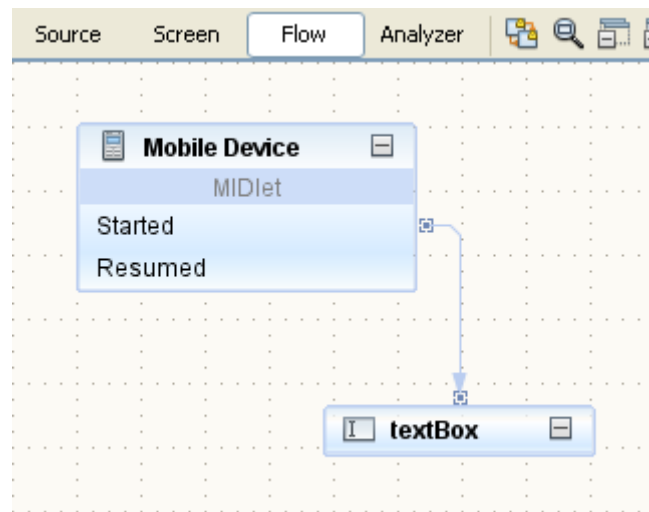 Source Screen Flow Analyzer
Mobile Device
MIDlet
Started
Resumed
textBox